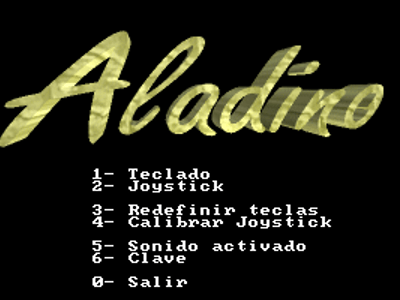 Aladino
1- Teclado
2- Joystick
3- Redefinir teclas
4- Calibrar Joystick
5- Sonido activado
6- Clave
0- Salir